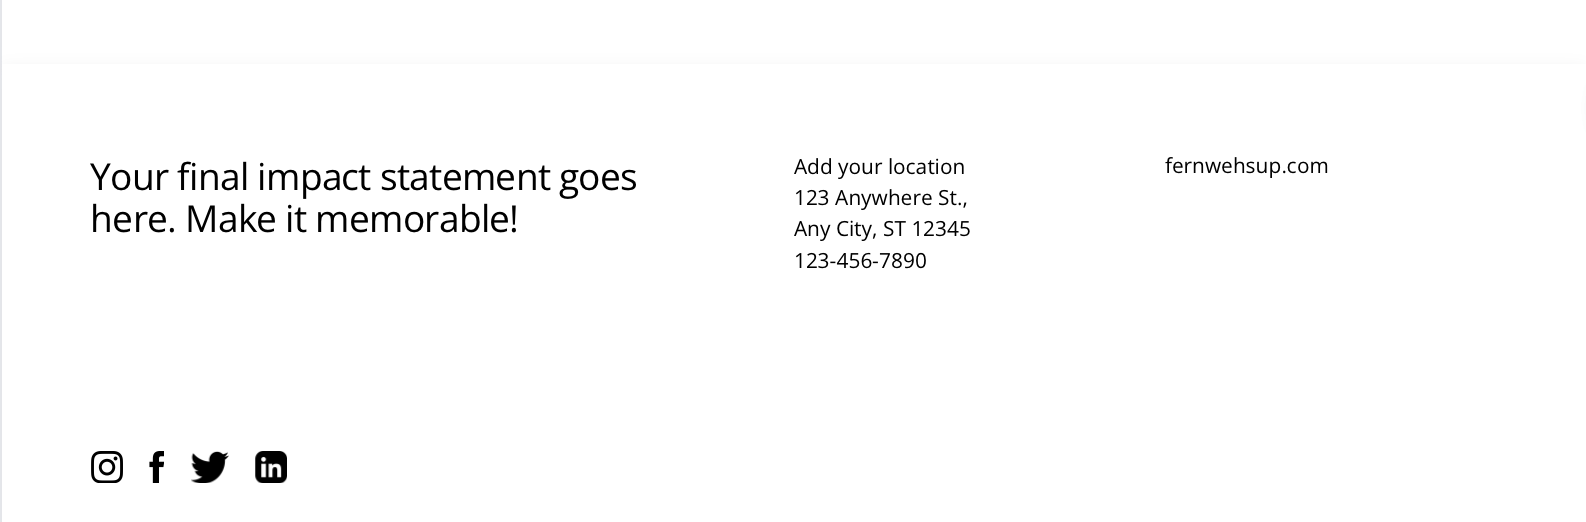 Your final impact statement goes
here. Make it memorable!
Add your location
123 Anywhere St.,
Any City, ST 12345
123-456-7890
fernwehsup.com